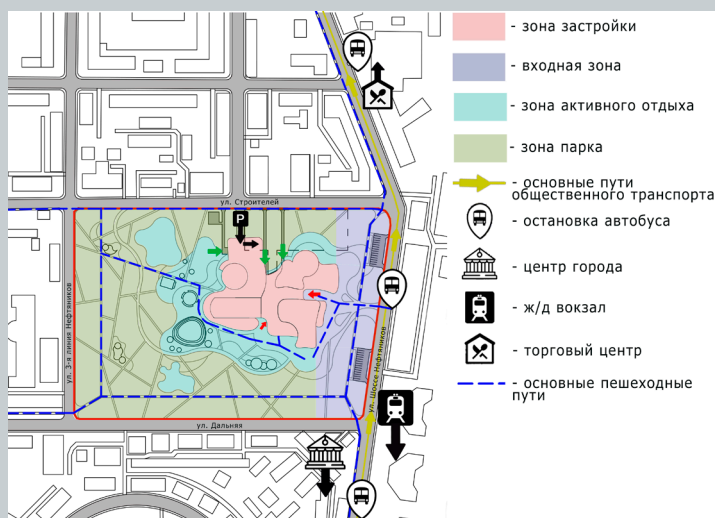 - зона застройки
- входная зона
- зона активного отдыха
- зона парка
- основные пути
общественного транспорта
- остановка автобуса
- центр города
- ж/д вокзал
- торговый центр
- основные пешеходные
пути
ул. Строителей
P
ул. 3-я линия Нефтяников
ул. Шоссе Нефтяников
ул. Дальняя